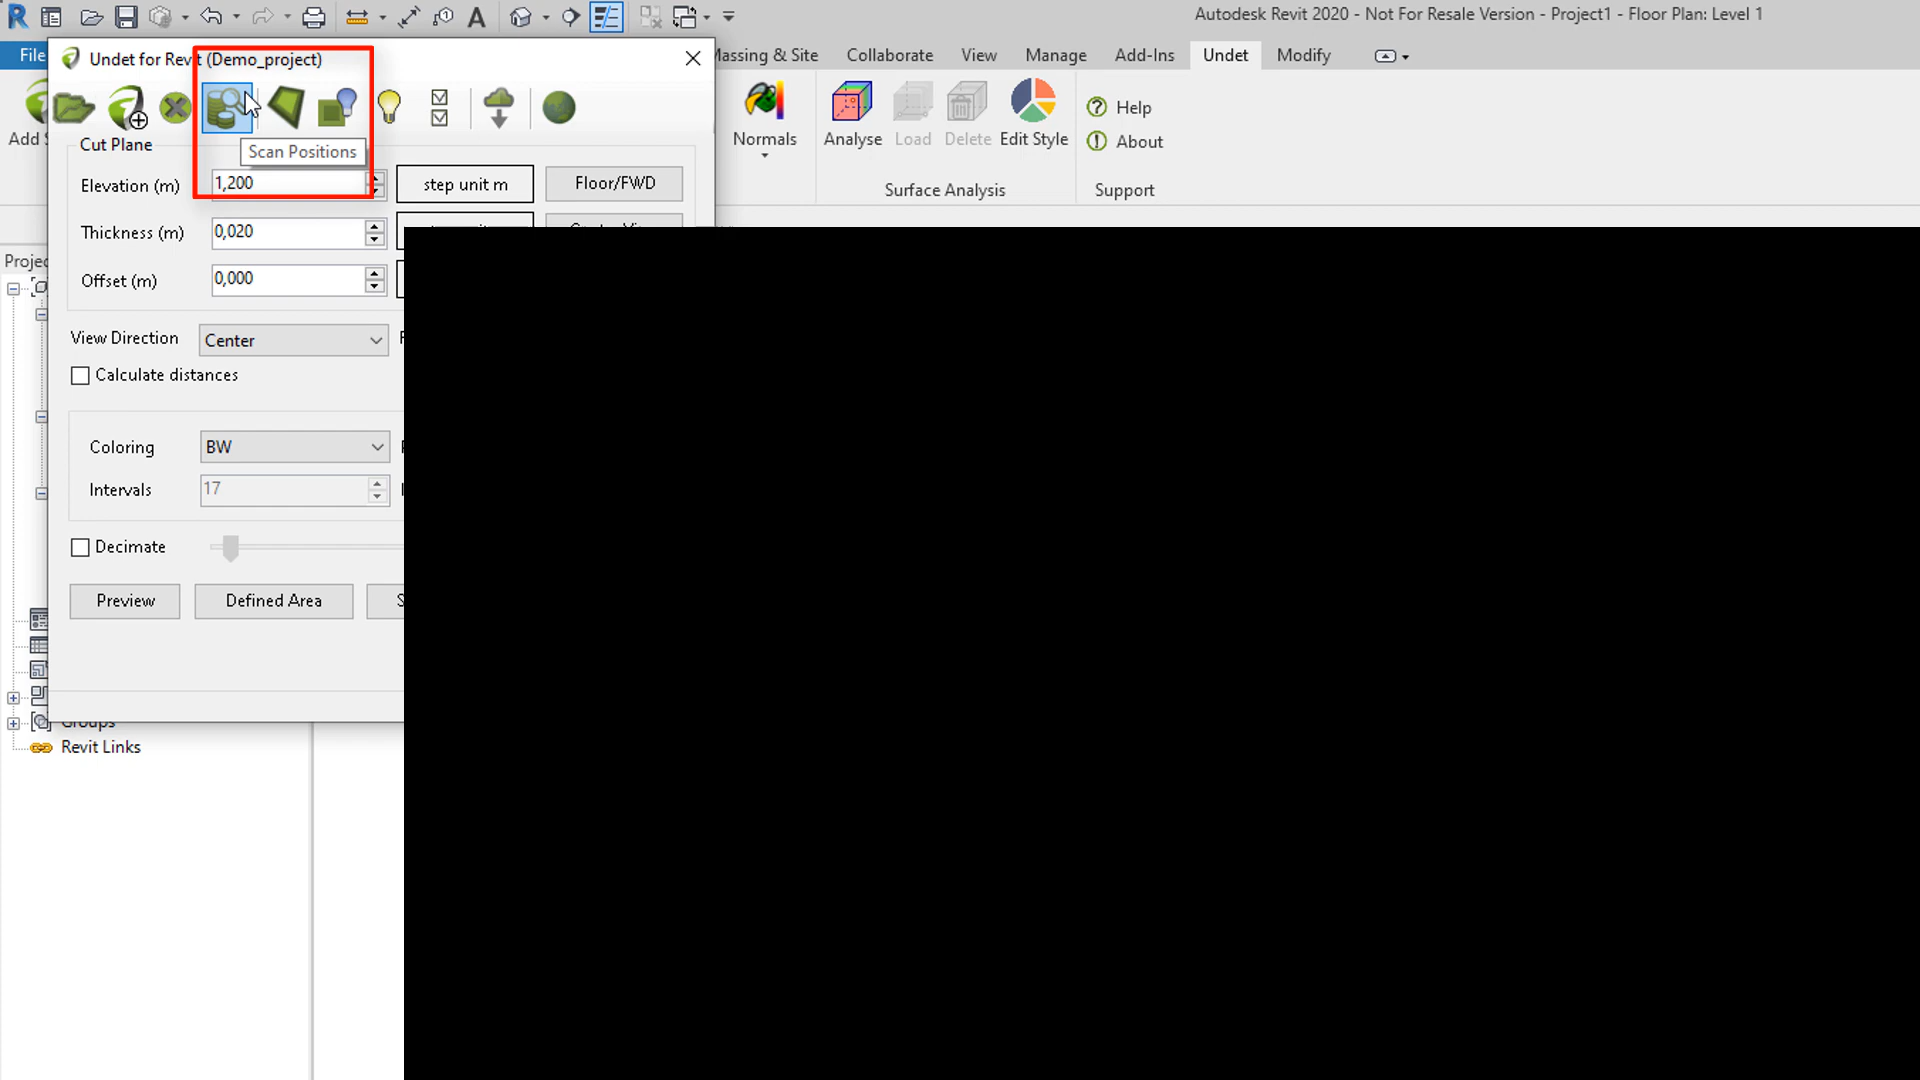 Autodesk Revit 2020 - Not For Resale Version - Project1 - Floor Plan: Level 1
File
Massing & Site
Collaborate
View
Manage
Add-Ins
Undet
Modify
Undet for Revit (Demo_project)
Add
Normals
Analyse
Load
Delete
Edit Style
Help
About
Surface Analysis
Support
Scan Positions
Cut Plane
Elevation (m)
1,200
step unit m
Floor/FWD
Thickness (m)
0,020
Offset (m)
0,000
View Direction
Center
Calculate distances
Coloring
BW
Intervals
17
Decimate
Preview
Defined Area
Groups
Revit Links